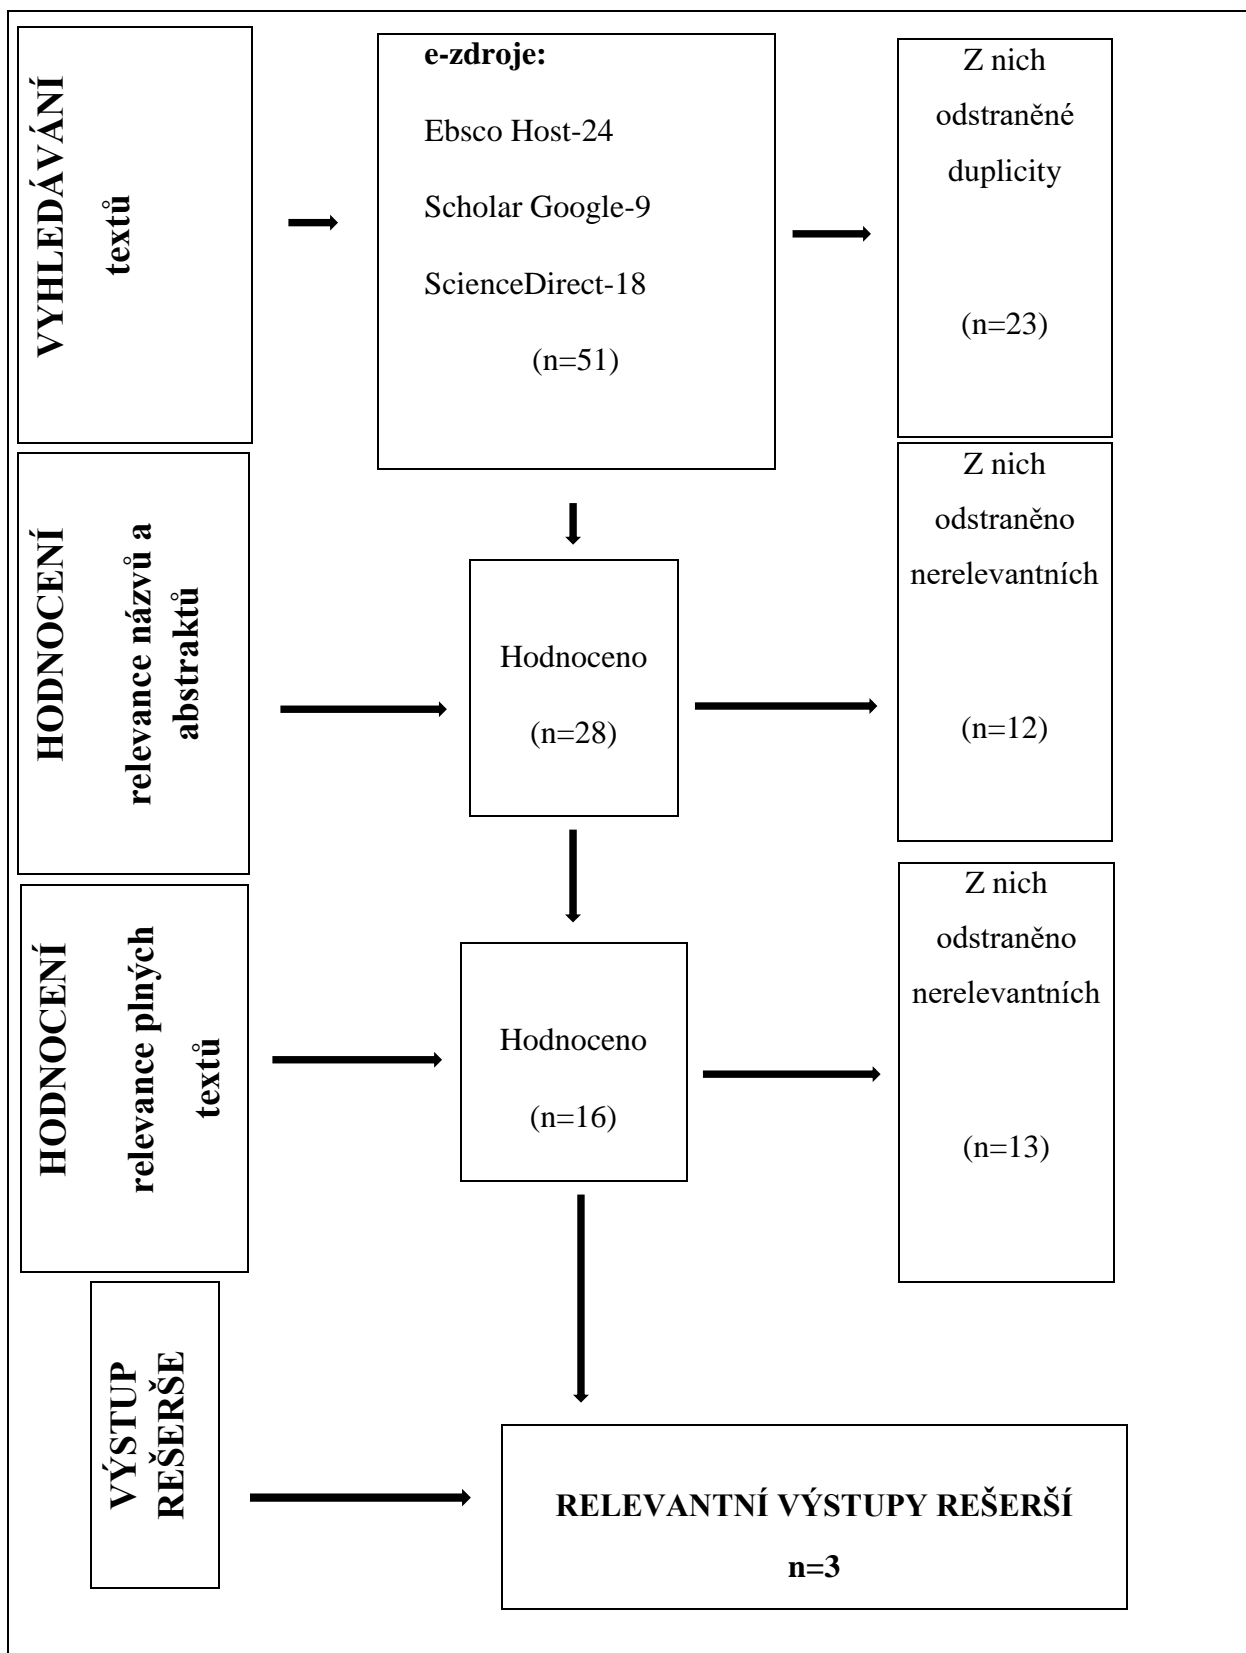 VYHLEDÁVÁNÍ
textů
e-zdroje:
Ebsco Host-24
Scholar Google-9
ScienceDirect-18
(n=51)
Z nich
odstraněné
duplicity
(n=23)
HODNOCENÍ
relevance názvů a
abstraktů
Hodnoceno
(n=28)
Z nich
odstraněno
nerelevantních
(n=12)
HODNOCENÍ
relevance plných
textů
Hodnoceno
(n=16)
Z nich
odstraněno
nerelevantních
(n=13)
VÝSTUP
REŠERŠE
RELEVANTNÍ VÝSTUPY REŠERŠÍ
n=3